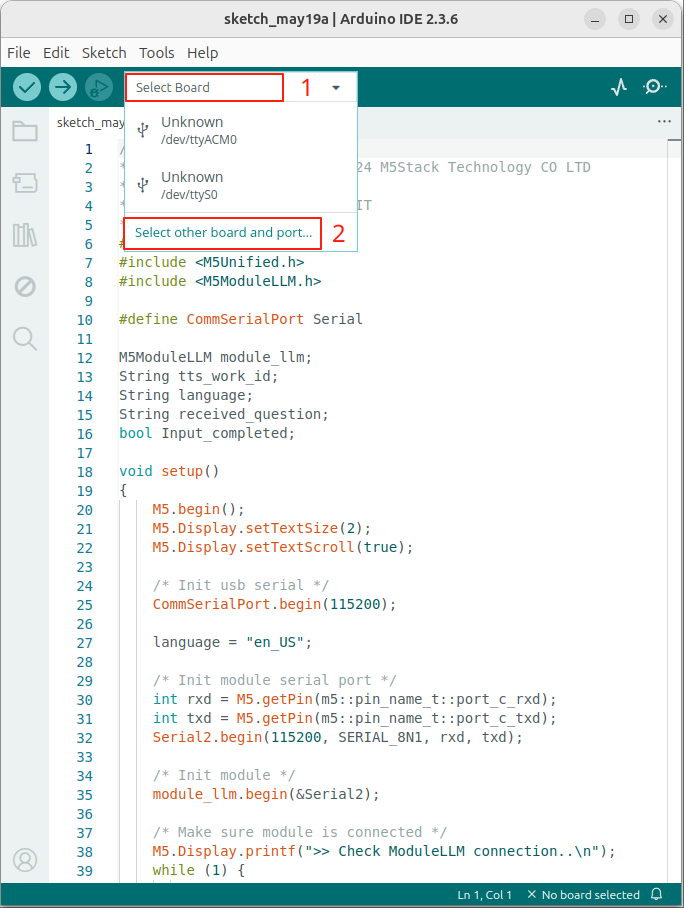 sketch_may19a | Arduino IDE 2.3.6
File Edit Sketch Tools Help
Select Board 1
sketch_may
Unknown
/dev/ttyACM0
Unknown
/dev/ttyS0
Select other board and port... 2
1 /
2 * 24 M5Stack Technology CO LTD
3 *
4 * IT
5 *
6 #
7 #include <M5Unified.h>
8 #include <M5ModuleLLM.h>
9
10 #define CommSerialPort Serial
11
12 M5ModuleLLM module_llm;
13 String tts_work_id;
14 String language;
15 String received_question;
16 bool Input_completed;
17
18 void setup()
19 {
20 M5.begin();
21 M5.Display.setTextSize(2);
22 M5.Display.setTextScroll(true);
23
24 /* Init usb serial */
25 CommSerialPort.begin(115200);
26
27 language = "en_US";
28
29 /* Init module serial port */
30 int rxd = M5.getPin(m5::pin_name_t::port_c_rxd);
31 int txd = M5.getPin(m5::pin_name_t::port_c_txd);
32 Serial2.begin(115200, SERIAL_8N1, rxd, txd);
33
34 /* Init module */
35 module_llm.begin(&Serial2);
36
37 /* Make sure module is connected */
38 M5.Display.printf(">> Check ModuleLLM connection..\n");
39 while (1) {
Ln 1, Col 1 × No board selected